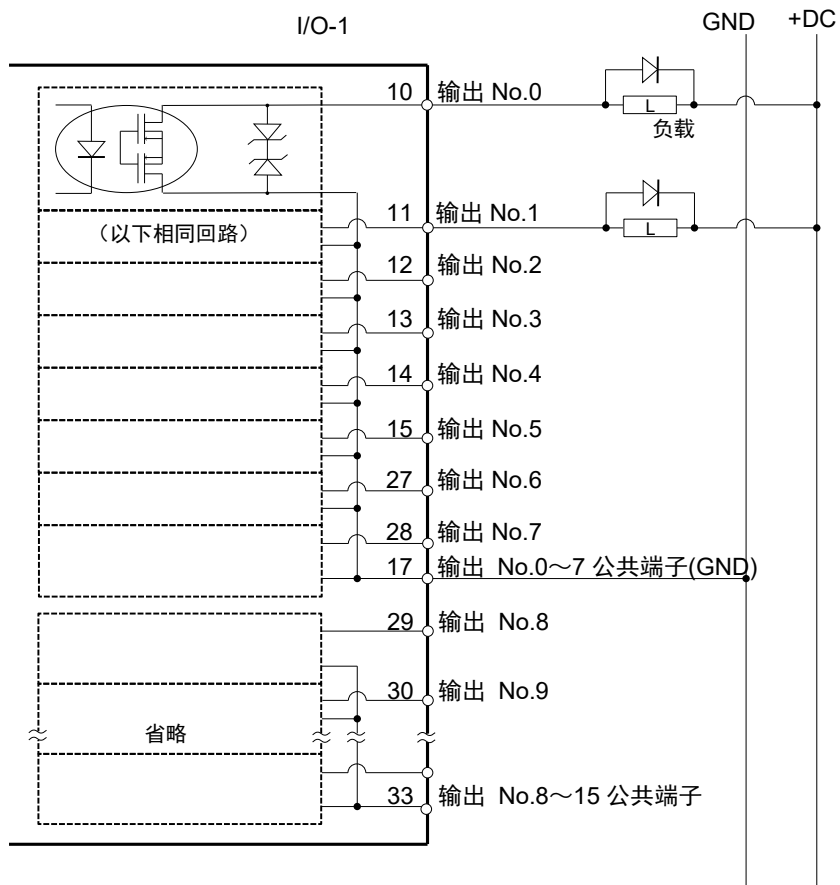 I/O-1
GND
+DC
10 输出 No.0
L
负载
11 输出 No.1
L
（以下相同回路）
12 输出 No.2
13 输出 No.3
14 输出 No.4
15 输出 No.5
27 输出 No.6
28 输出 No.7
17 输出 No.0～7 公共端子(GND)
29 输出 No.8
30 输出 No.9
省略
33 输出 No.8～15 公共端子